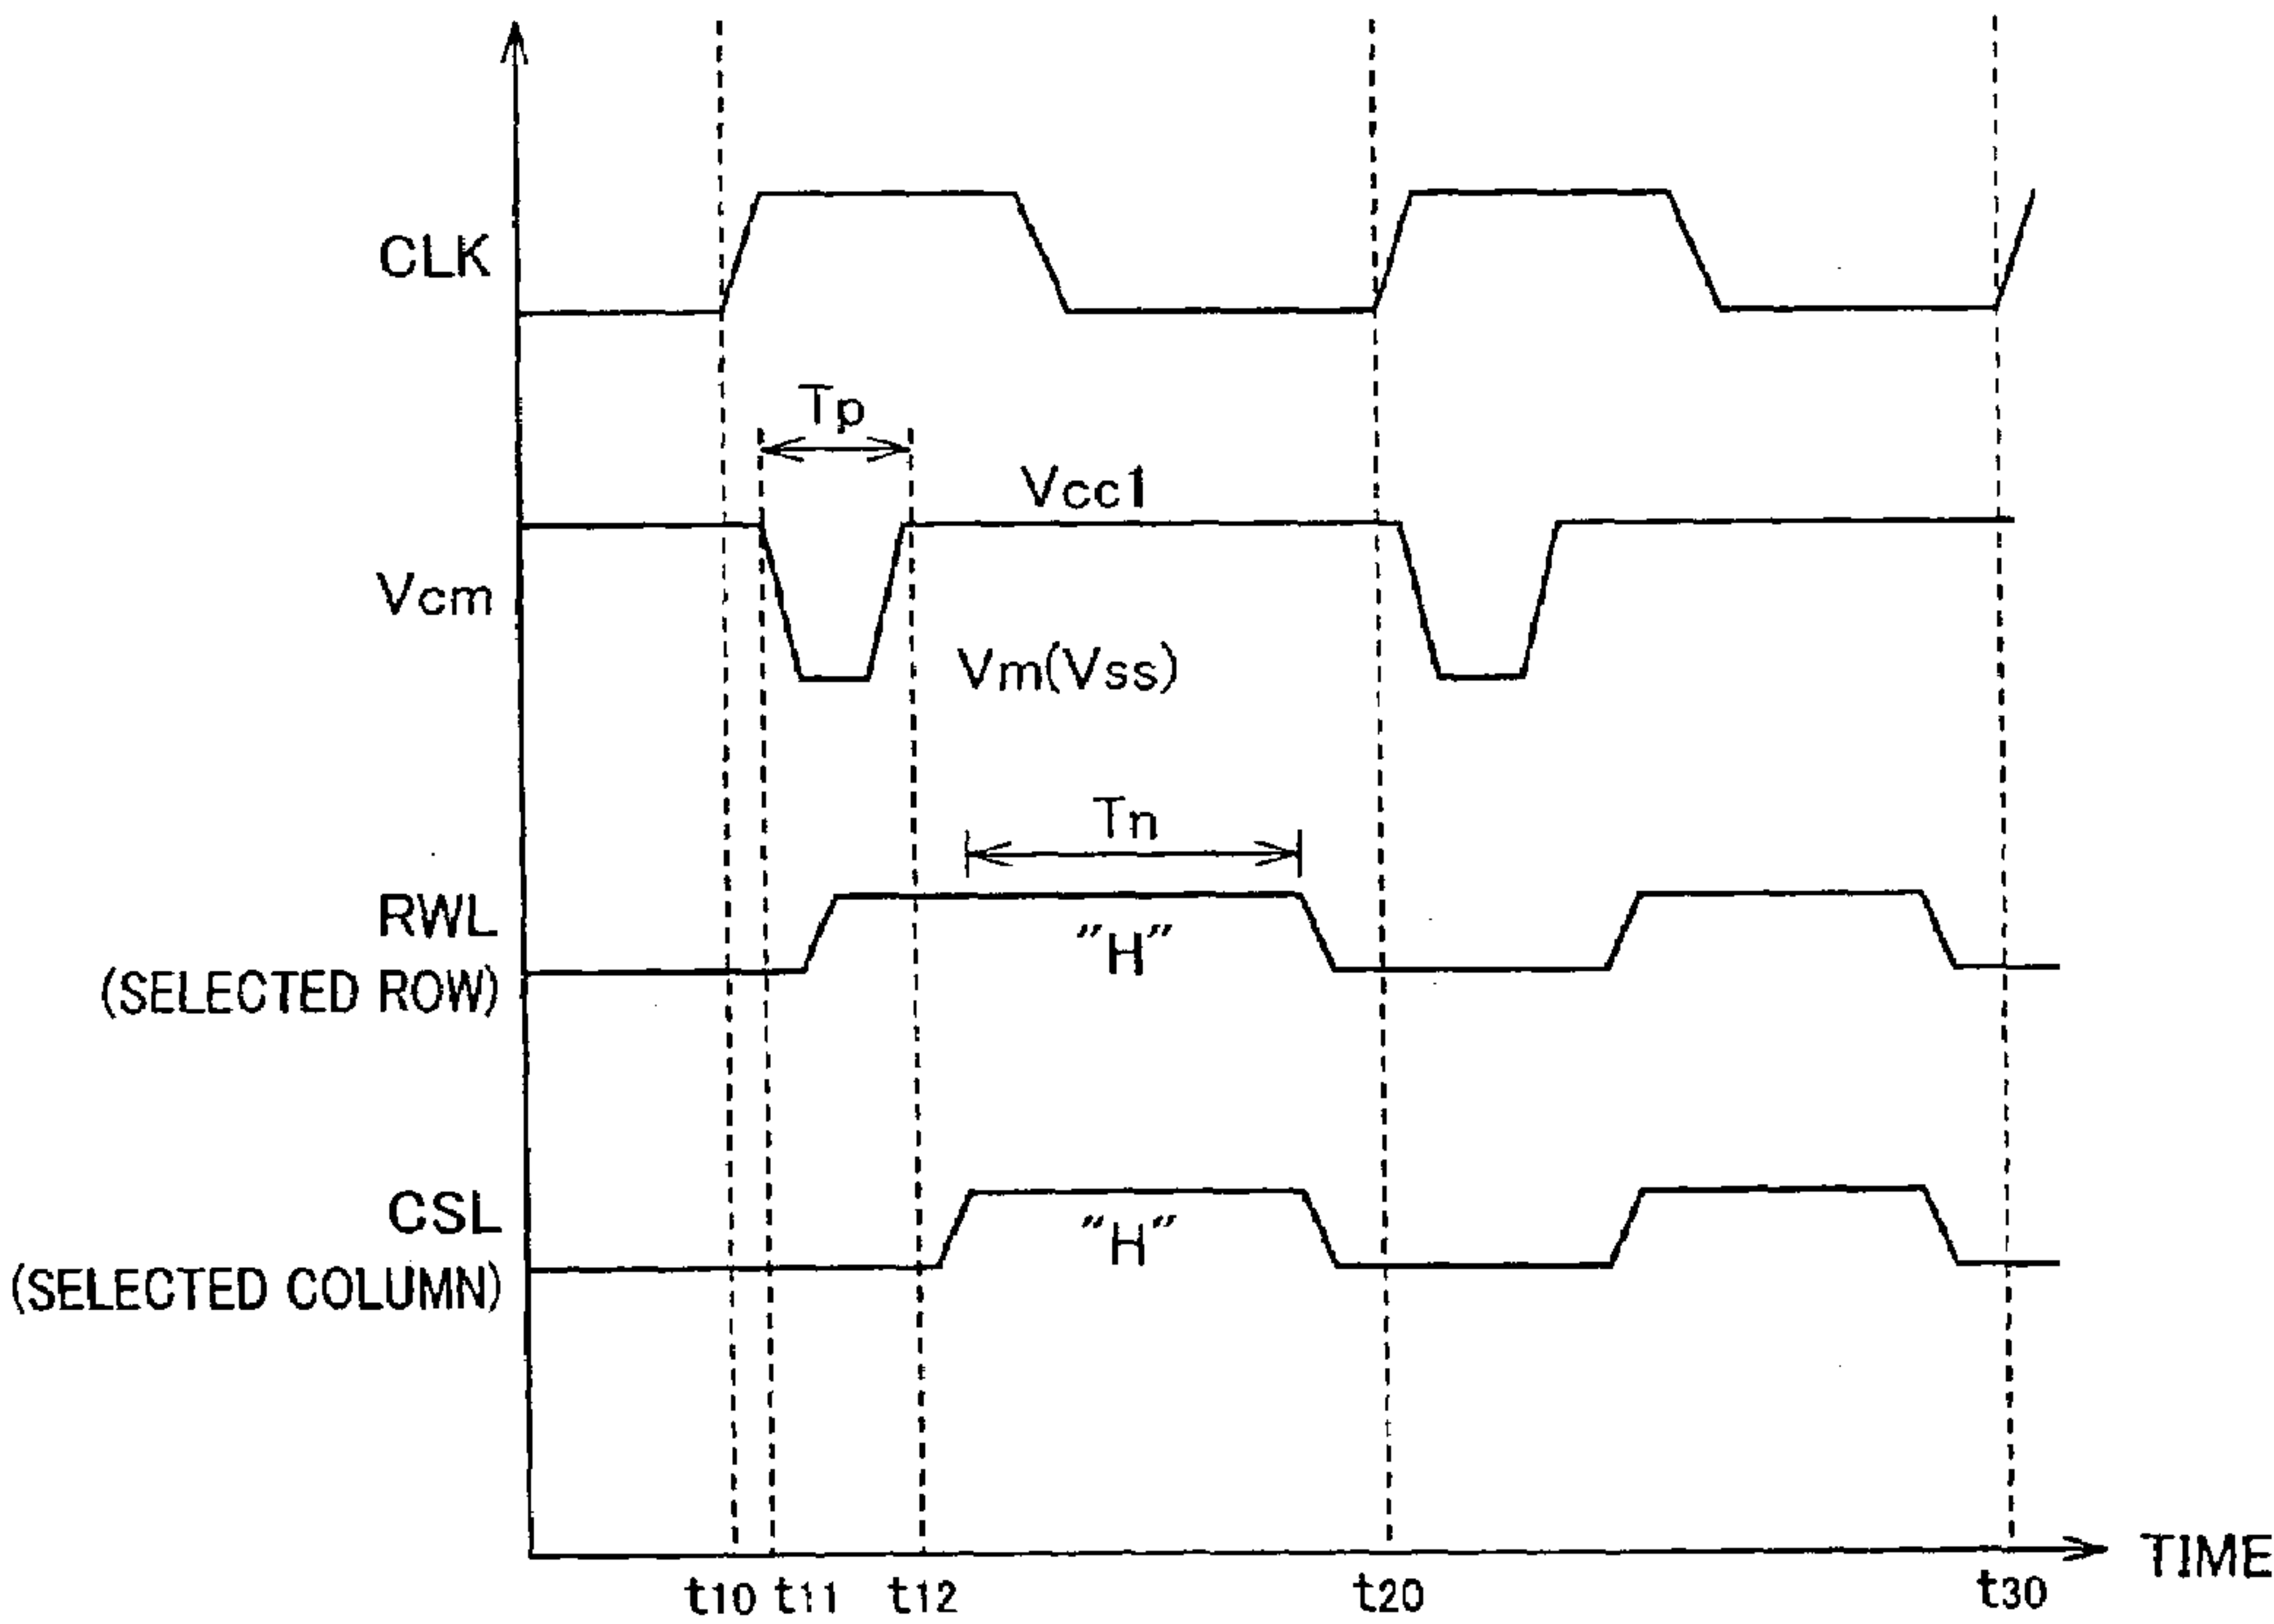 CLK
Tp
Vcc1
Vcm
Vm(Vss)
Tn
RWL
(SELECTED ROW)
"H"
CSL
(SELECTED COLUMN)
"H"
TIME
t10 t11 t12 t20 t30